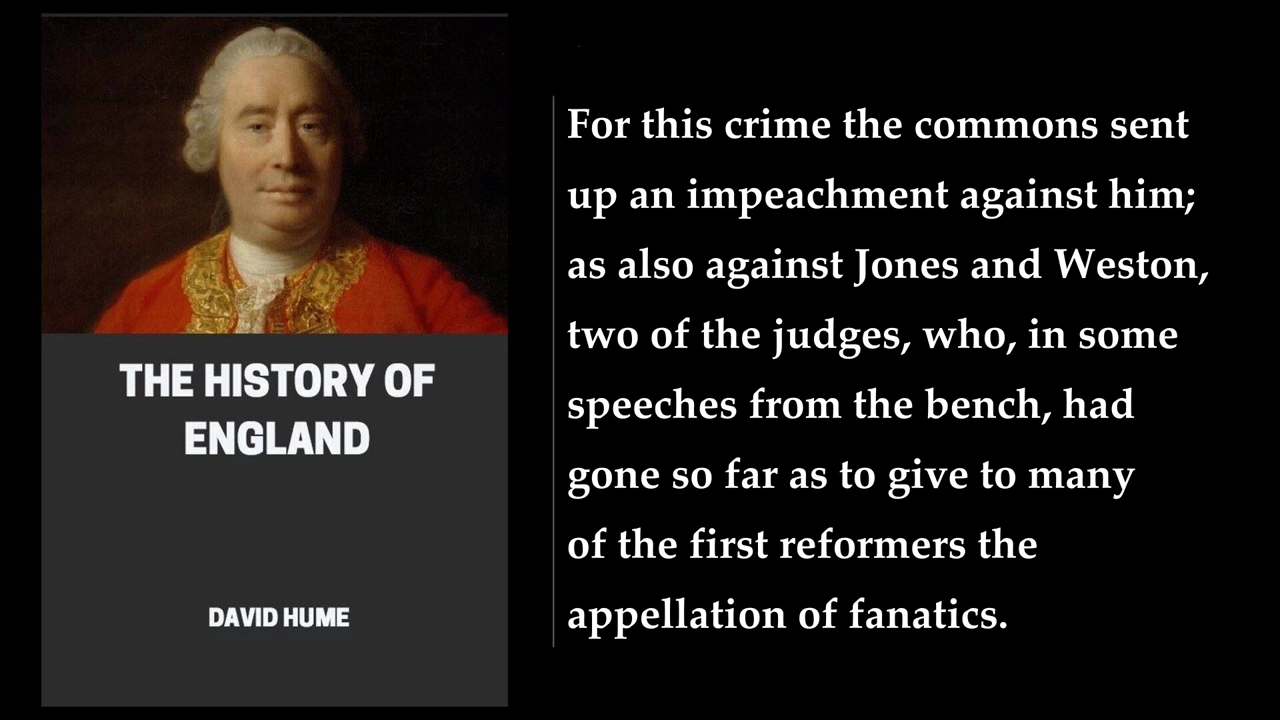 THE HISTORY OF
ENGLAND
DAVID HUME
For this crime the commons sent
up an impeachment against him;
as also against Jones and Weston,
two of the judges, who, in some
speeches from the bench, had
gone so far as to give to many
of the first reformers the
appellation of fanatics.